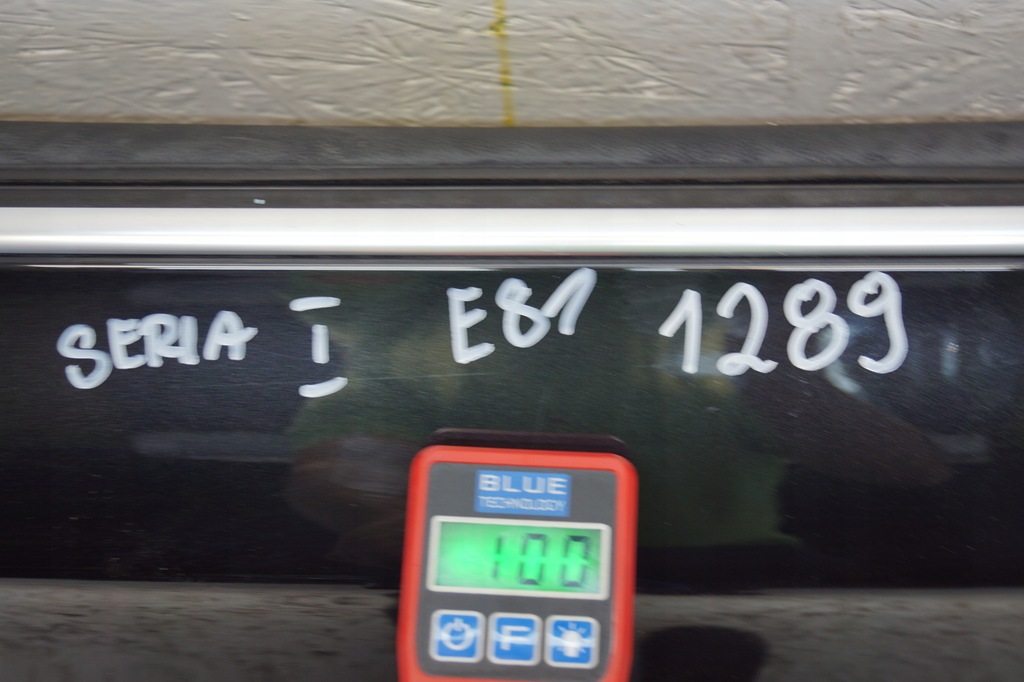 SERIA I E81 1289
BLUE
TECHNOLOGY
100
F